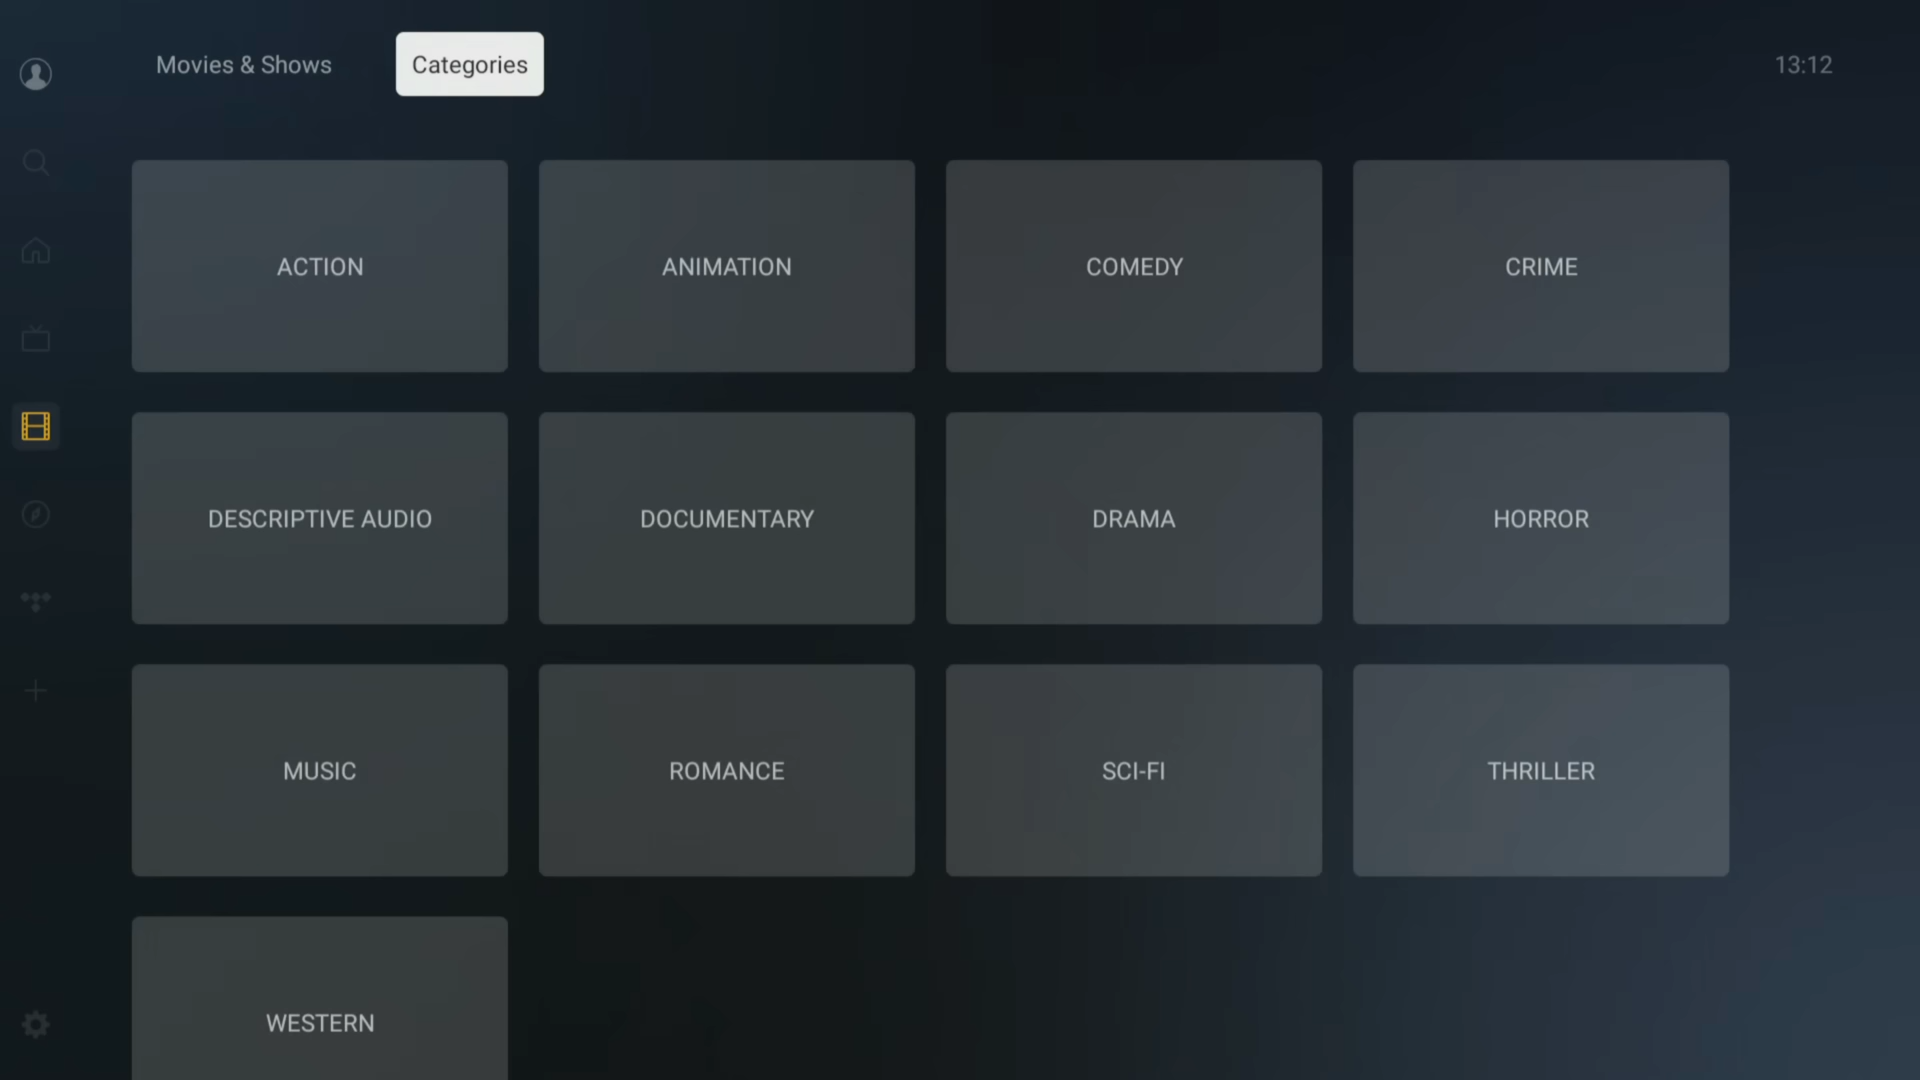 Movies & Shows
Categories
13:12
ACTION
ANIMATION
COMEDY
CRIME
DESCRIPTIVE AUDIO
DOCUMENTARY
DRAMA
HORROR
MUSIC
ROMANCE
SCI-FI
THRILLER
WESTERN